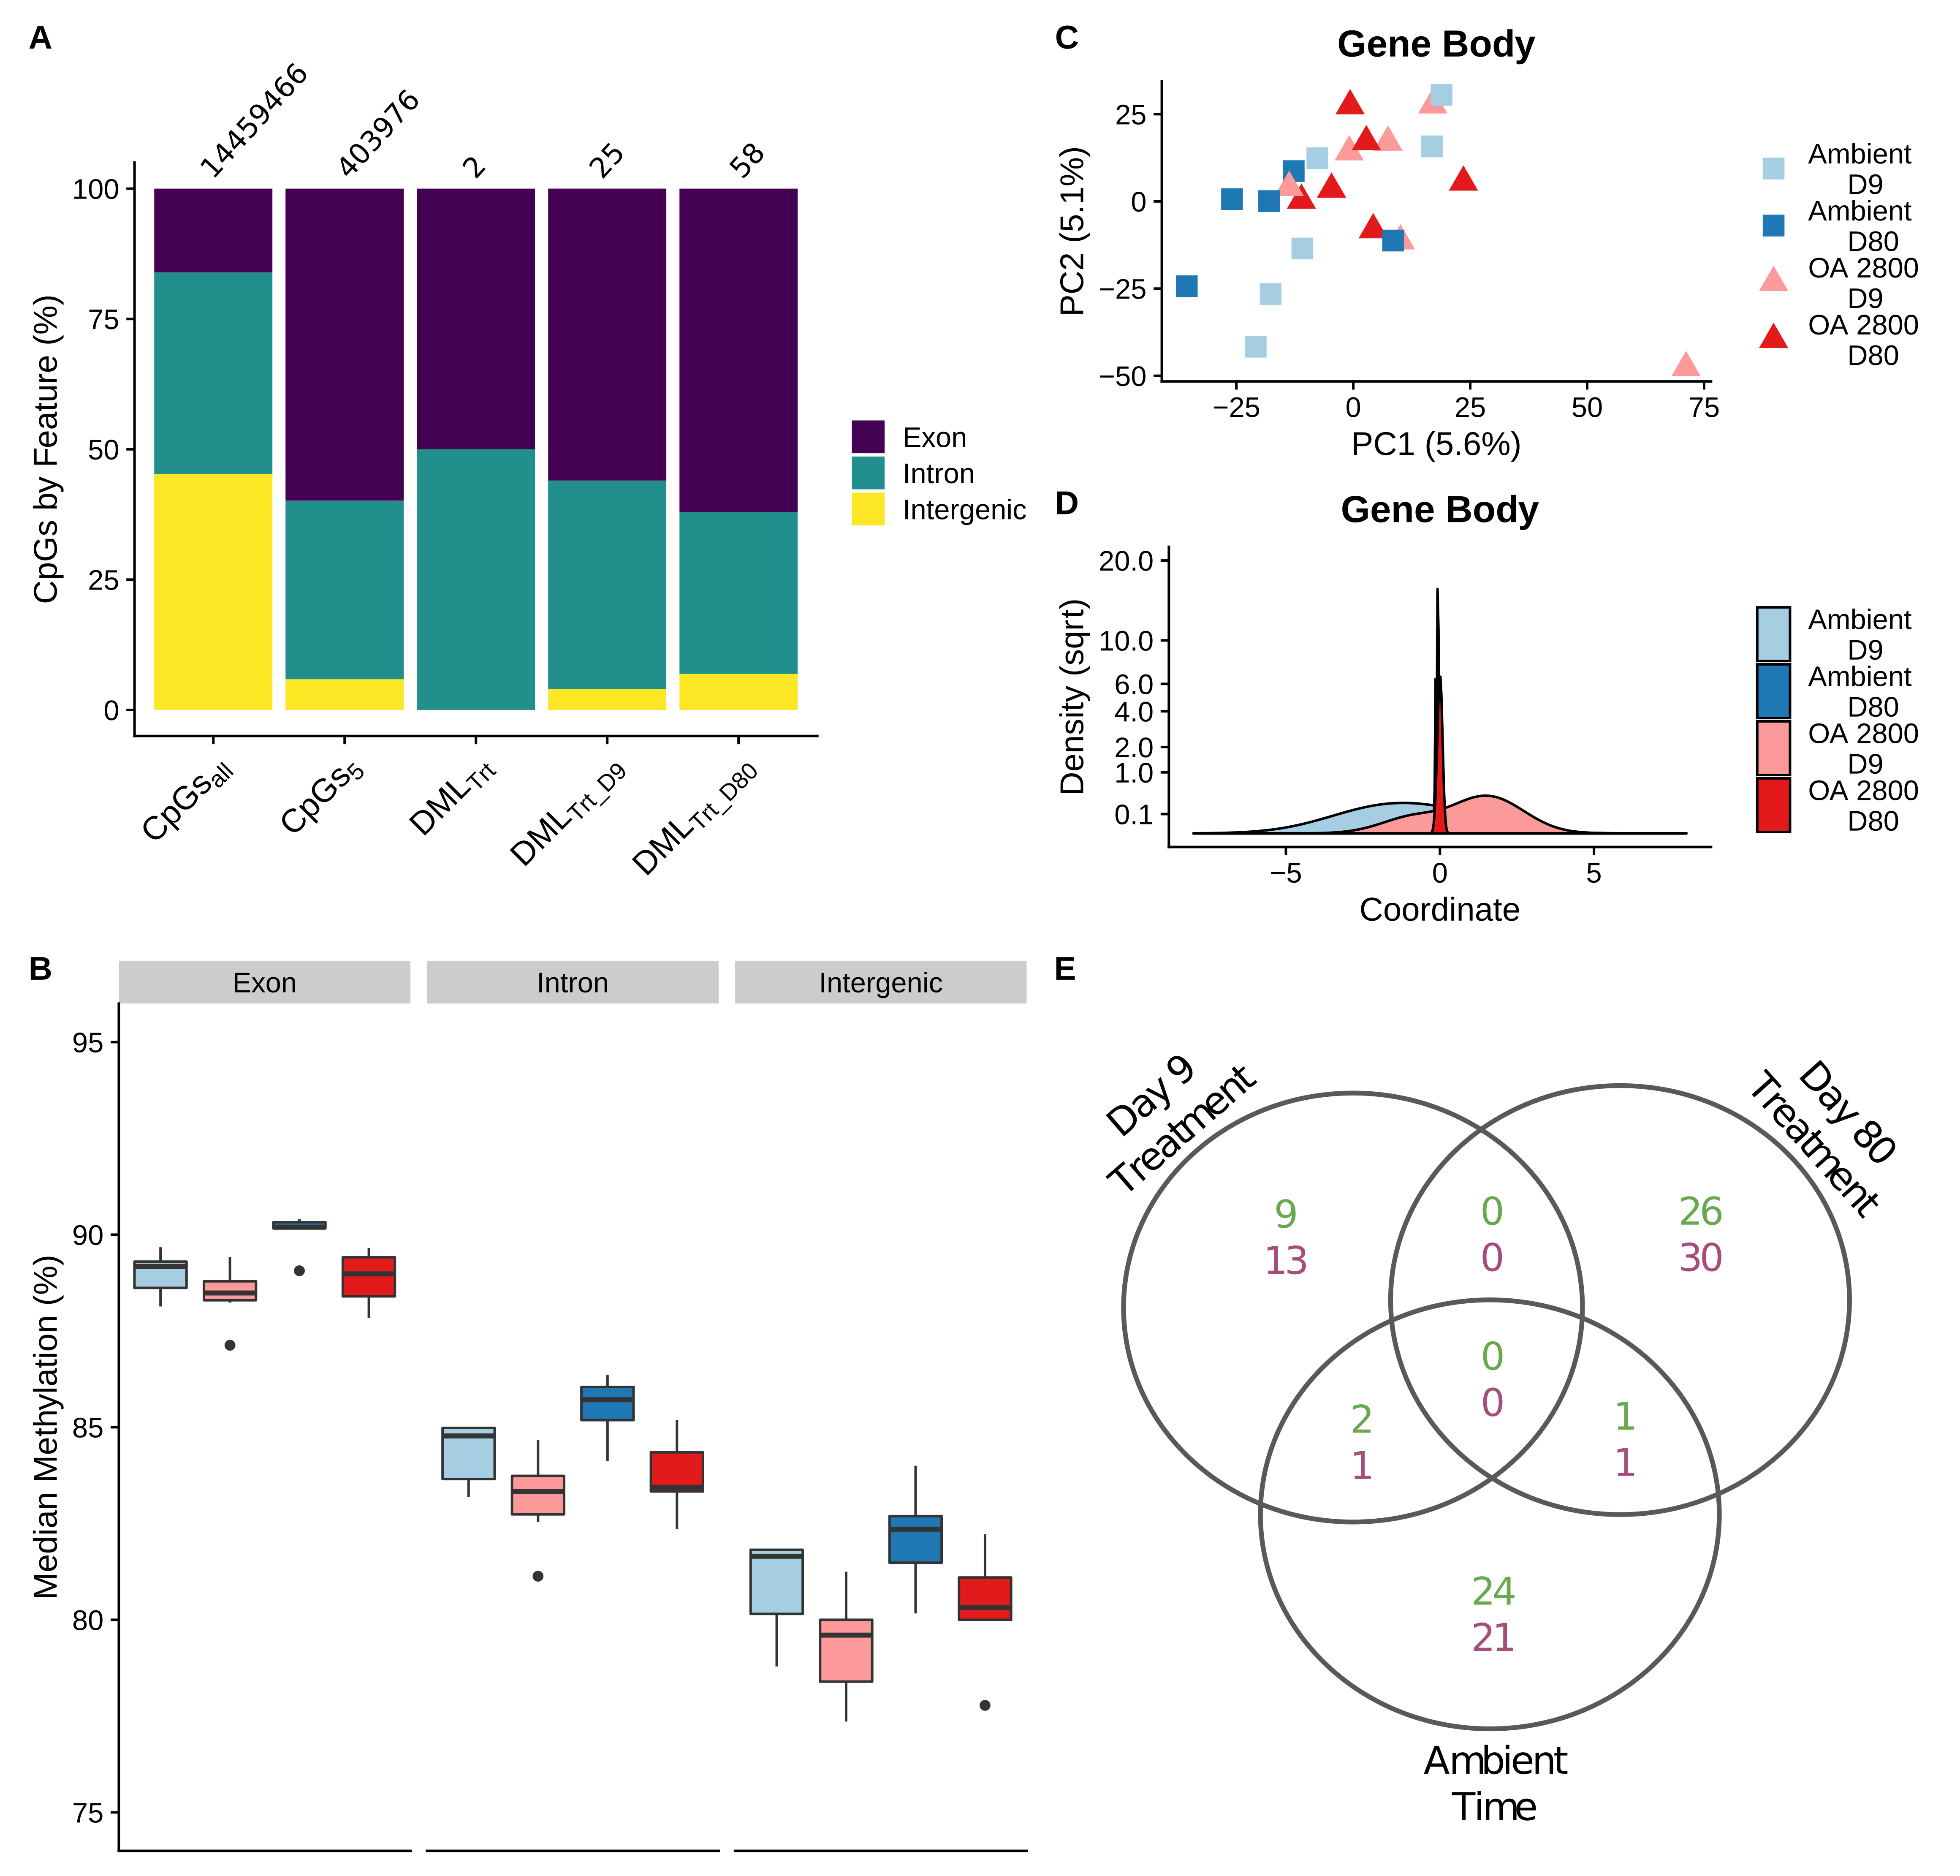 A
14459466
403976
2
25
58
100
75
50
25
0
CpGs by Feature (%)
CpGsall
CpGs5
DMLTrt
DMLTrt_D9
DMLTrt_D80
Exon
Intron
Intergenic
B
Exon
Intron
Intergenic
95
90
85
80
75
Median Methylation (%)
C
Gene Body
25
0
−25
−50
PC2 (5.1%)
−25
0
25
50
75
PC1 (5.6%)
Ambient
D9
Ambient
D80
OA 2800
D9
OA 2800
D80
D
Gene Body
20.0
10.0
6.0
4.0
2.0
1.0
0.1
Density (sqrt)
−5
0
5
Coordinate
Ambient
D9
Ambient
D80
OA 2800
D9
OA 2800
D80
E
Day 9
Treatment
Day 80
Treatment
9
13
0
0
26
30
0
0
2
1
1
1
24
21
Ambient
Time